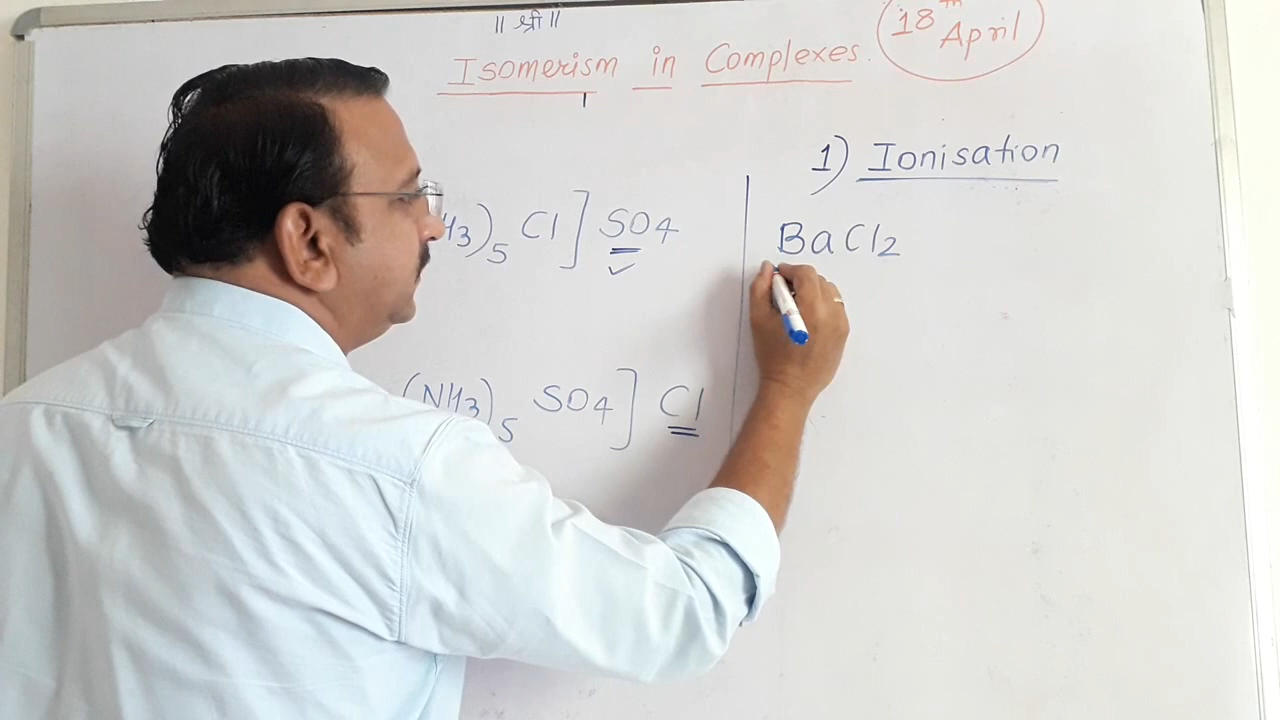 ॥ श्री ॥
Isomerism in Complexes.
18th April
1) Ionisation
H3)5 Cl] SO4
BaCl2
(NH3)5 SO4] Cl